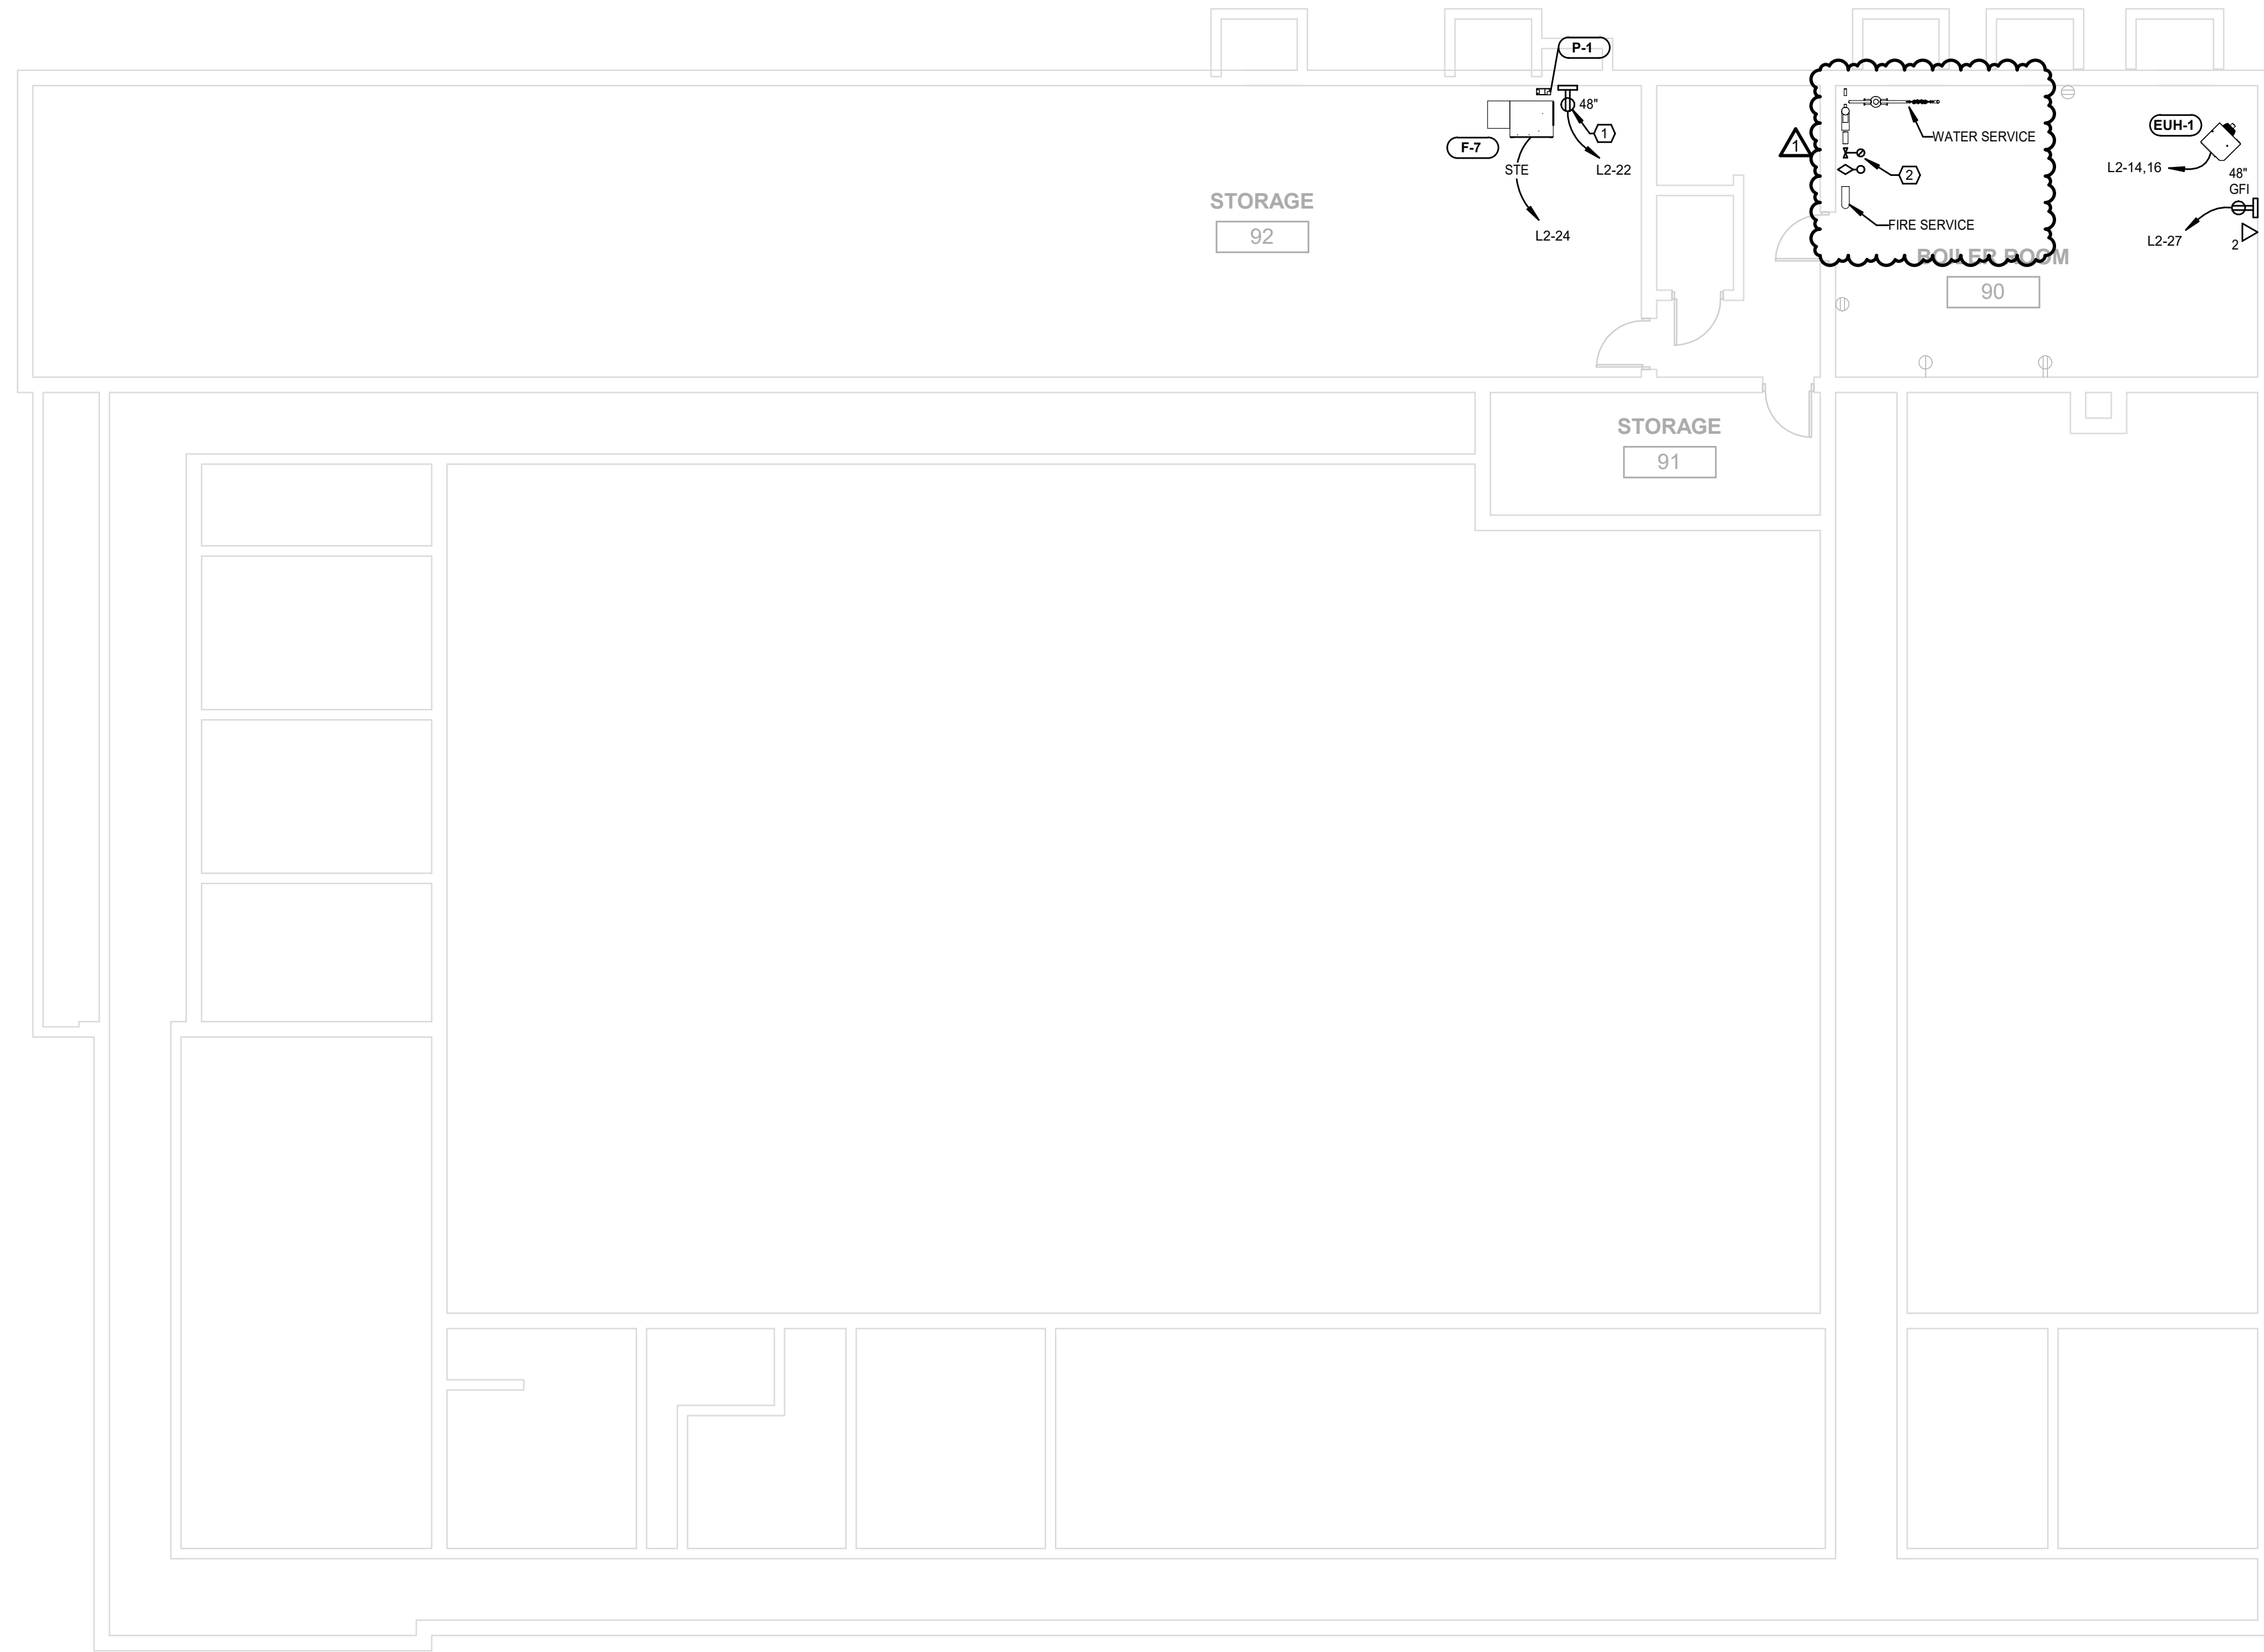 P-1
48"
1
F-7
STE
L2-22
L2-24
STORAGE
92
1
WATER SERVICE
2
FIRE SERVICE
EUH-1
L2-14,16
48"
GFI
L2-27
2
BOILER ROOM
90
STORAGE
91